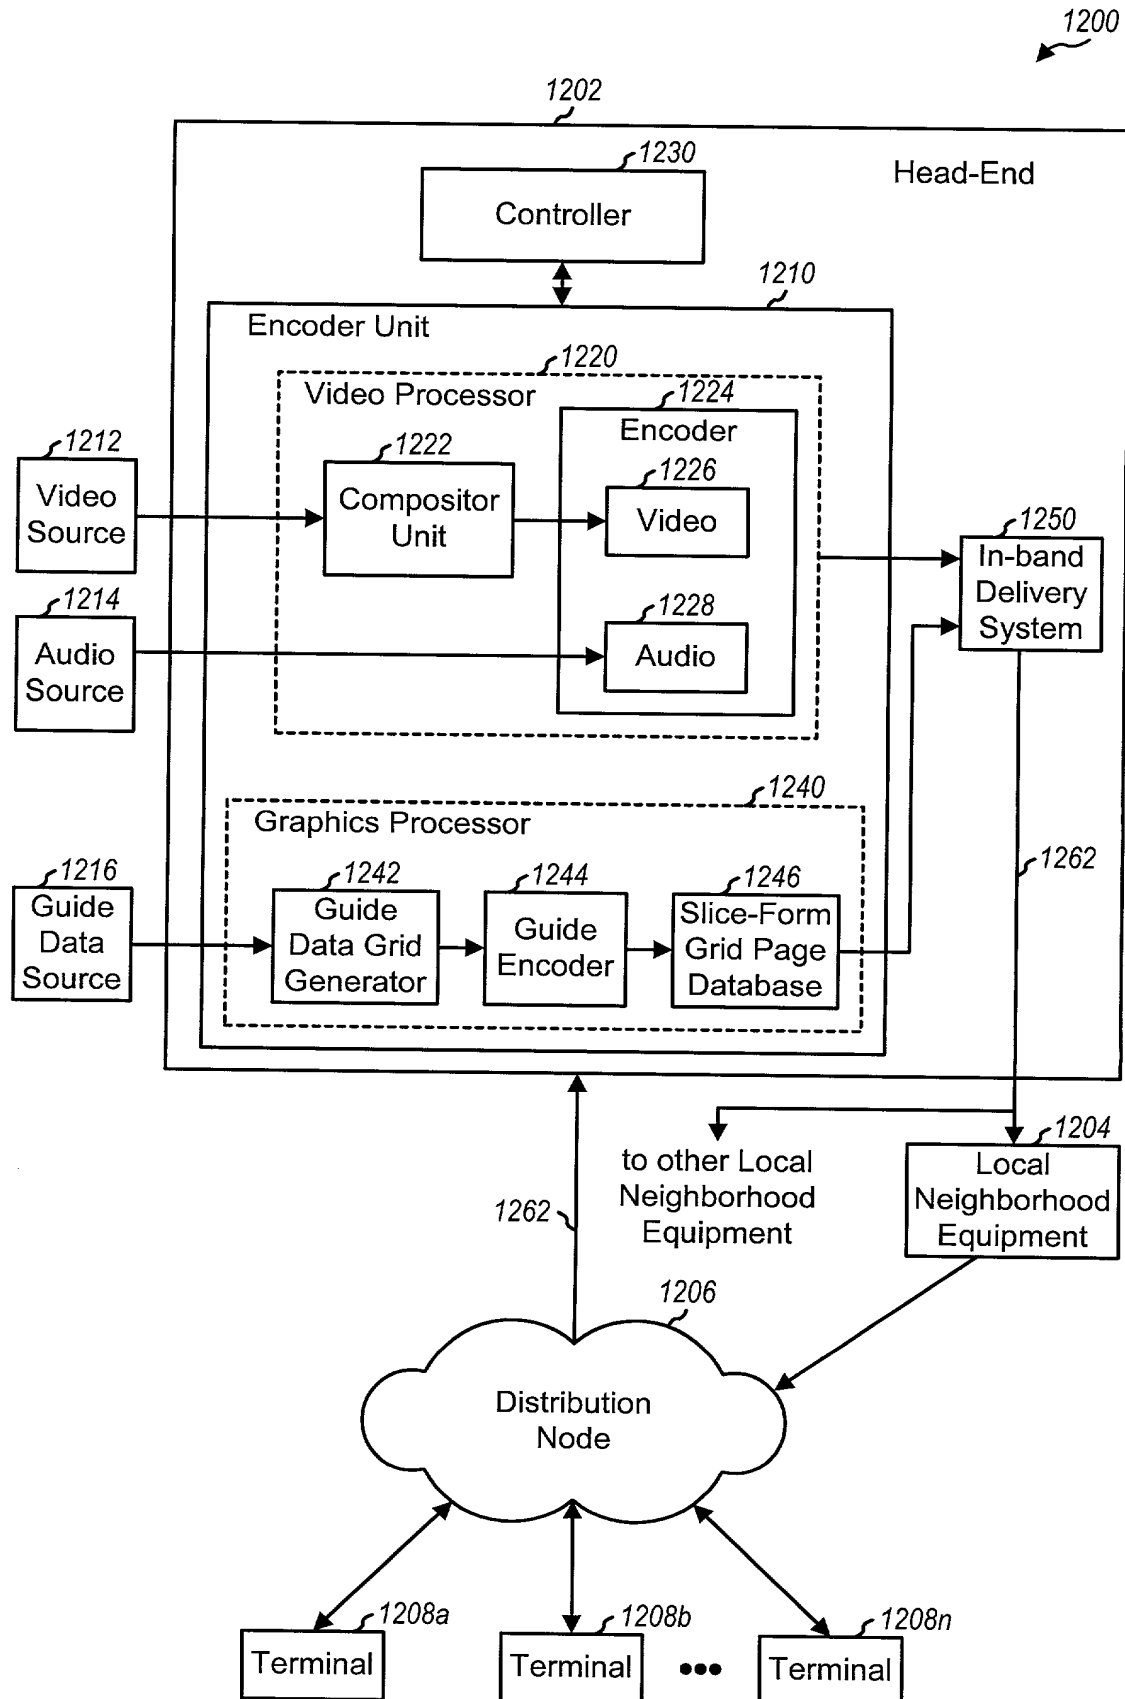 1200
1202
Head-End
1230
Controller
1210
Encoder Unit
1220
Video Processor
1224
Encoder
1212
Video
Source
1222
Compositor
Unit
1226
Video
1250
In-band
Delivery
System
1214
Audio
Source
1228
Audio
1240
Graphics Processor
1216
Guide
Data
Source
1242
Guide
Data Grid
Generator
1244
Guide
Encoder
1246
Slice-Form
Grid Page
Database
1262
to other Local
Neighborhood
Equipment
1204
Local
Neighborhood
Equipment
1262
1206
Distribution
Node
1208a
Terminal
1208b
Terminal
•••
1208n
Terminal